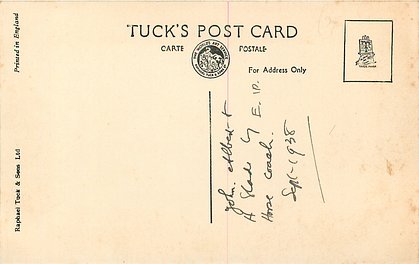 TUCK'S POST CARD
CARTE POSTALE
For Address Only
Printed in England
Raphael Tuck & Sons Ltd
John. Albert &
H Slade
Horse coach.
Sept-1938